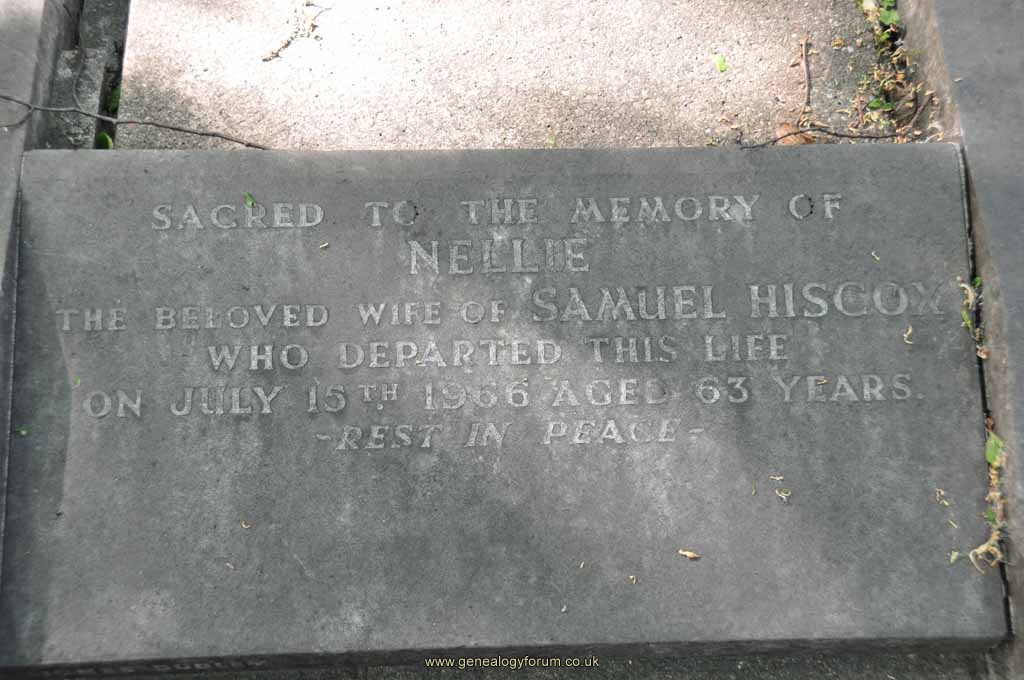 SACRED TO THE MEMORY OF
NELLIE
THE BELOVED WIFE OF SAMUEL HISCOX
WHO DEPARTED THIS LIFE
ON JULY 15TH 1966 AGED 63 YEARS.
-REST IN PEACE-
www.genealogyforum.co.uk